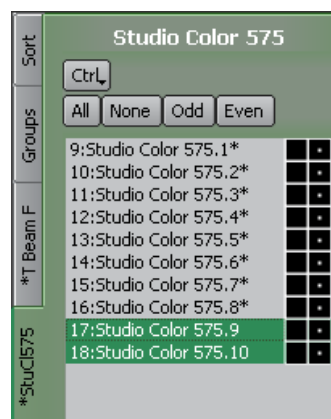 Studio Color 575
Ctrl
All None Odd Even
9:Studio Color 575.1*
10:Studio Color 575.2*
11:Studio Color 575.3*
12:Studio Color 575.4*
13:Studio Color 575.5*
14:Studio Color 575.6*
15:Studio Color 575.7*
16:Studio Color 575.8*
17:Studio Color 575.9
18:Studio Color 575.10
Sort
Groups
*T Beam F
*StuCl575